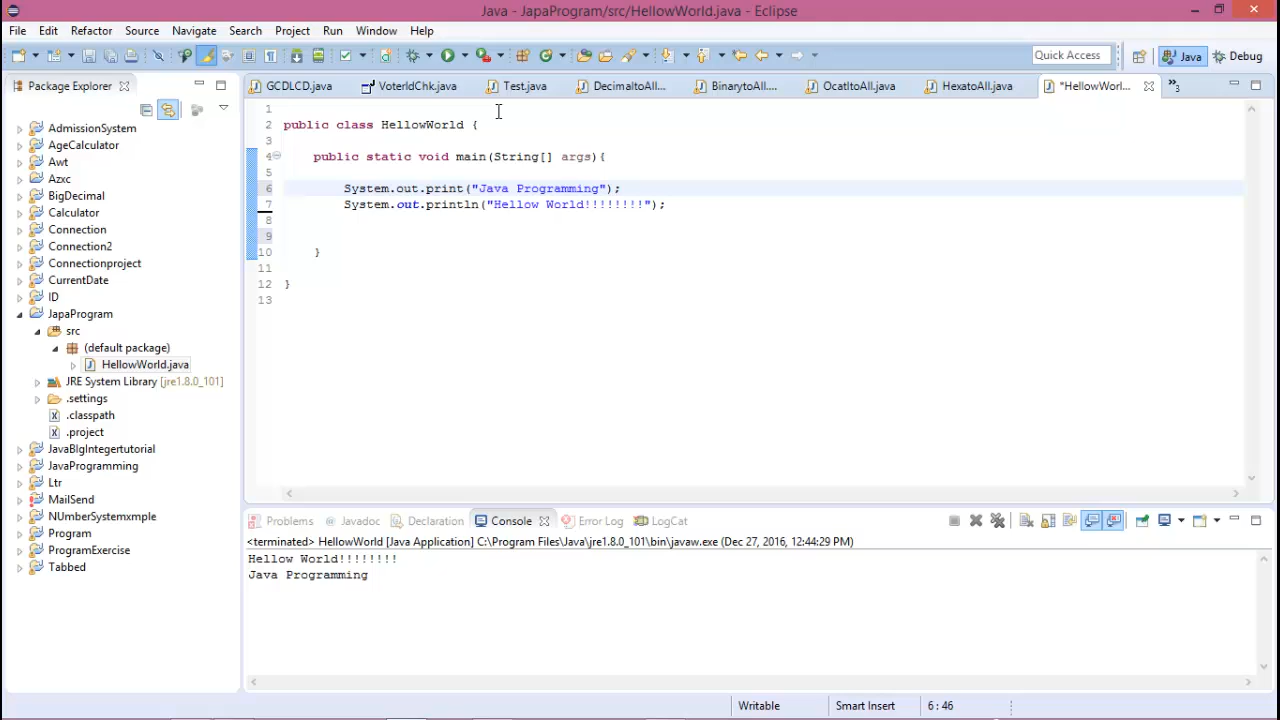 Java - JapaProgram/src/HellowWorld.java - Eclipse
File Edit Refactor Source Navigate Search Project Run Window Help
Quick Access Java Debug
Package Explorer
GCDLCD.java VoterIdChk.java Test.java DecimaltoAll.... BinarytoAll.... OcatltoAll.java HexatoAll.java *HellowWorl... »3
AdmissionSystem
AgeCalculator
Awt
Azxc
BigDecimal
Calculator
Connection
Connection2
Connectionproject
CurrentDate
ID
JapaProgram
src
(default package)
HellowWorld.java
JRE System Library [jre1.8.0_101]
.settings
.classpath
.project
JavaBIgIntegertutorial
JavaProgramming
Ltr
MailSend
NUmberSystemxmple
Program
ProgramExercise
Tabbed
1
2 public class HellowWorld {
3
4 public static void main(String[] args){
5
6 System.out.print("Java Programming");
7 System.out.println("Hellow World!!!!!!!!");
8
9
10 }
11
12 }
13
Problems @ Javadoc Declaration Console Error Log LogCat
<terminated> HellowWorld [Java Application] C:\Program Files\Java\jre1.8.0_101\bin\javaw.exe (Dec 27, 2016, 12:44:29 PM)
Hellow World!!!!!!!!
Java Programming
Writable Smart Insert 6 : 46